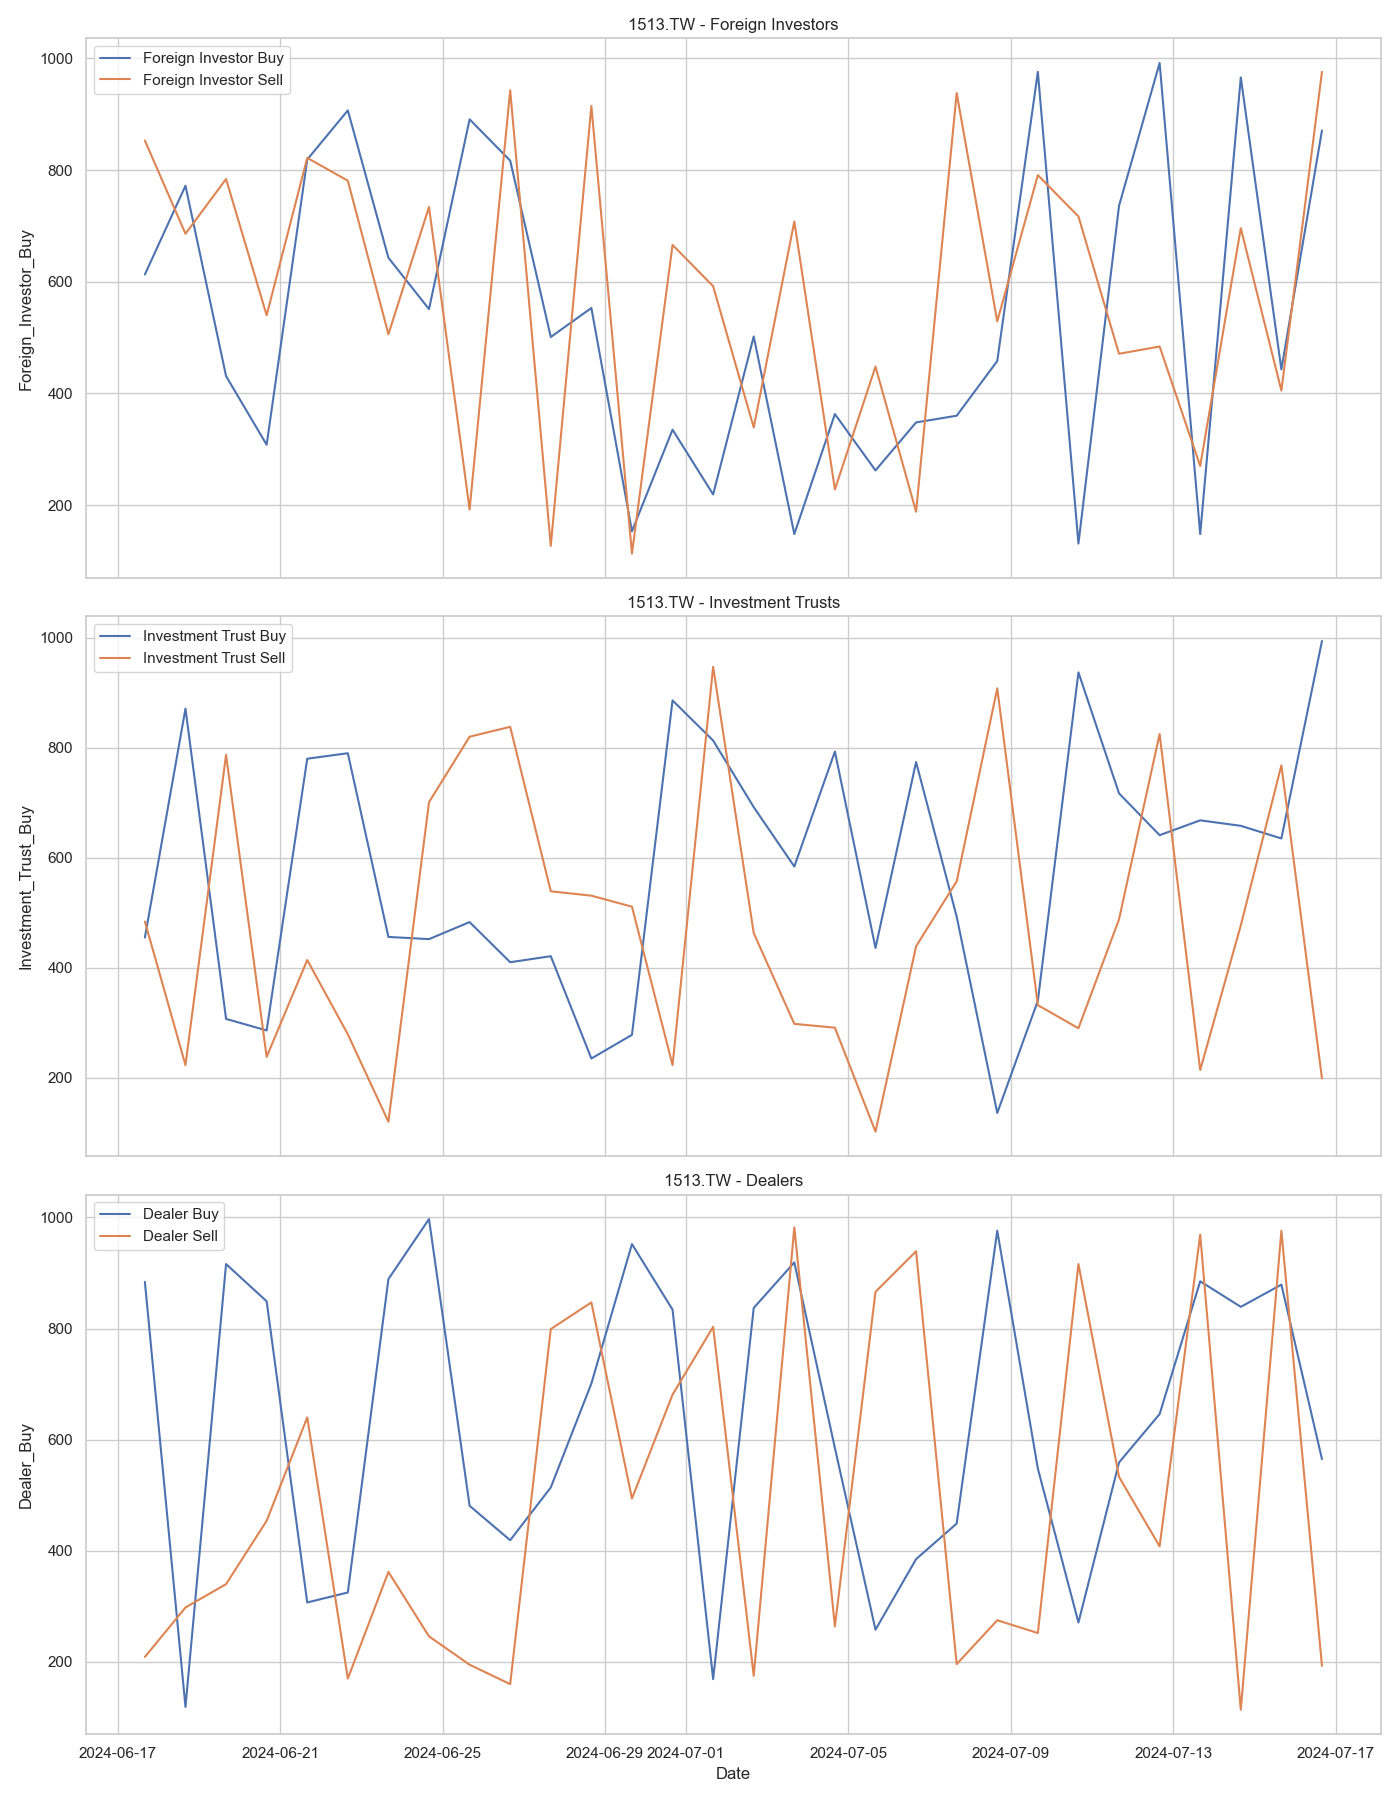 1513.TW - Foreign Investors
Foreign Investor Buy
Foreign Investor Sell
Foreign_Investor_Buy
1000
800
600
400
200
1513.TW - Investment Trusts
Investment Trust Buy
Investment Trust Sell
Investment_Trust_Buy
1000
800
600
400
200
1513.TW - Dealers
Dealer Buy
Dealer Sell
Dealer_Buy
1000
800
600
400
200
2024-06-17 2024-06-21 2024-06-25 2024-06-29 2024-07-01 2024-07-05 2024-07-09 2024-07-13 2024-07-17
Date